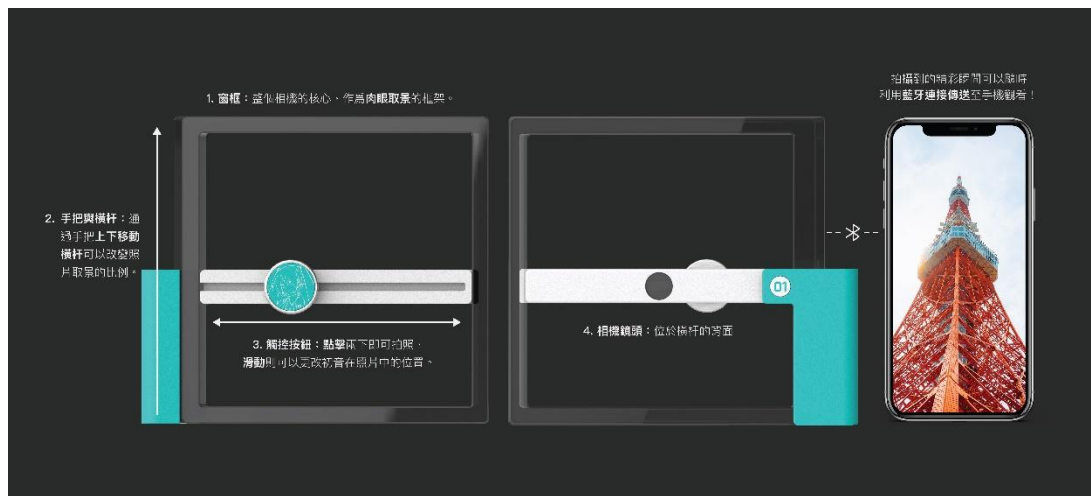 1. 窗框：整個相機的核心、作為肉眼取景的框架。
2. 手把與橫杆：通
過手把上下移動
橫杆可以改變照
片取景的比例。
3. 觸控按鈕：點擊兩下即可拍照、
滑動則可以更改初音在照片中的位置。
01
4. 相機鏡頭：位於橫杆的背面
拍攝到的精彩瞬間可以隨時
利用藍牙連接傳送至手機觀看！